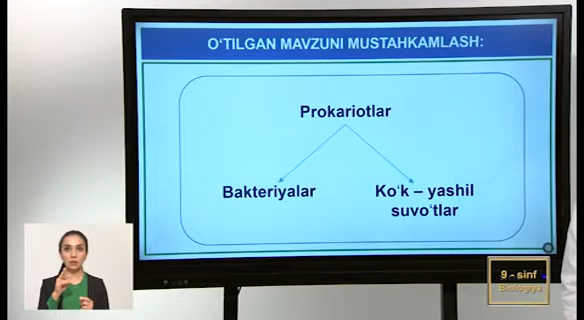 O‘TILGAN MAVZUNI MUSTAHKAMLASH:
Prokariotlar
Bakteriyalar
Ko‘k – yashil
suvo‘tlar
9 - sinf
Biologiya